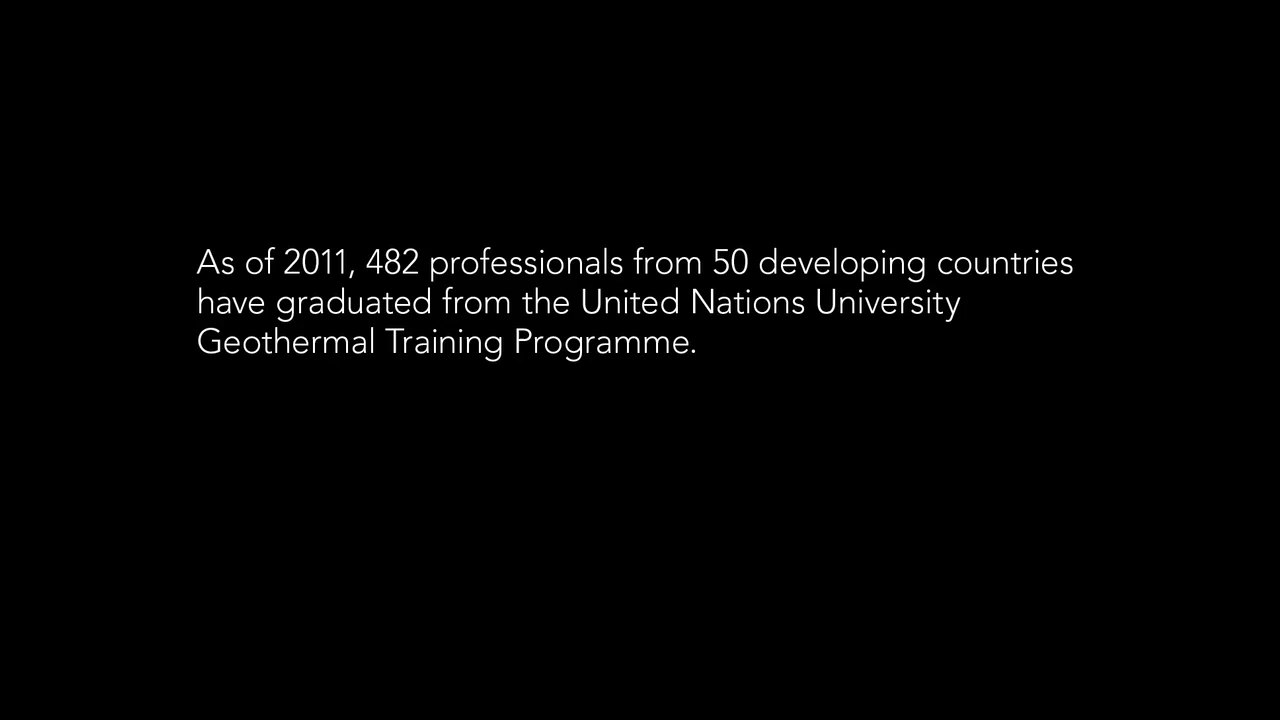 As of 2011, 482 professionals from 50 developing countries
have graduated from the United Nations University
Geothermal Training Programme.